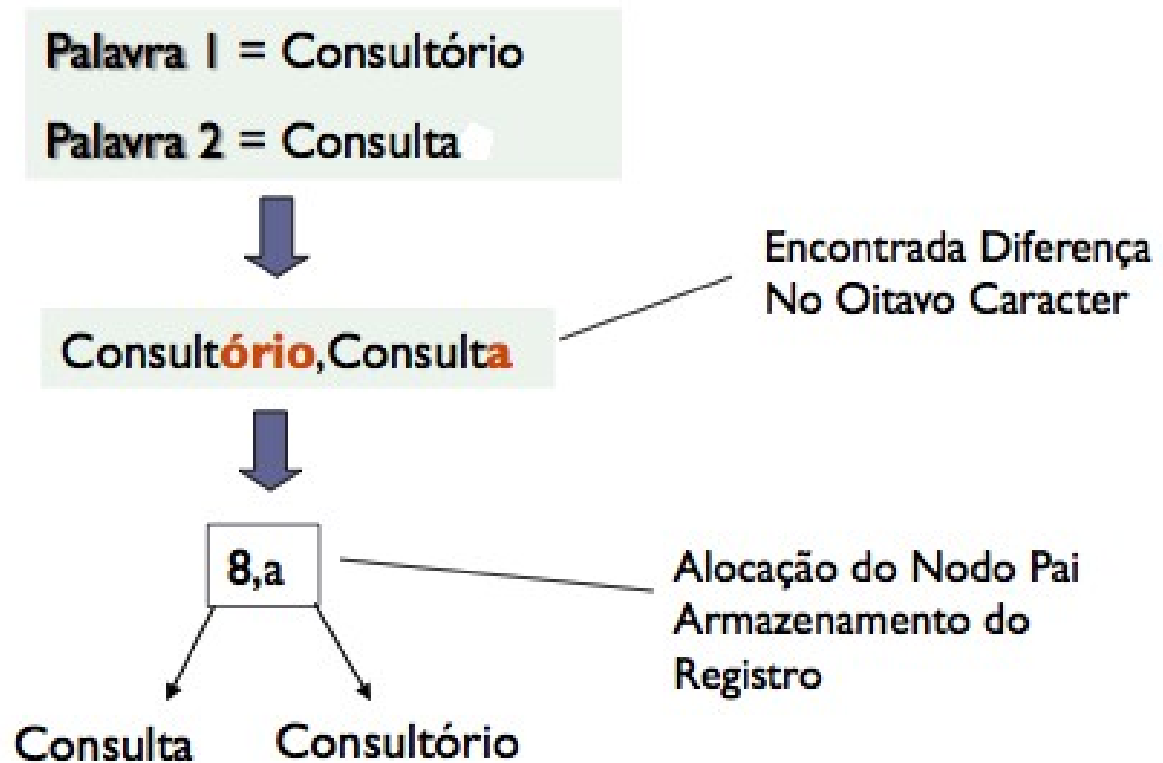 Palavra 1 = Consultório
Palavra 2 = Consulta
Encontrada Diferença
No Oitavo Caracter
Consultório,Consulta
8,a
Alocação do Nodo Pai
Armazenamento do
Registro
Consulta
Consultório